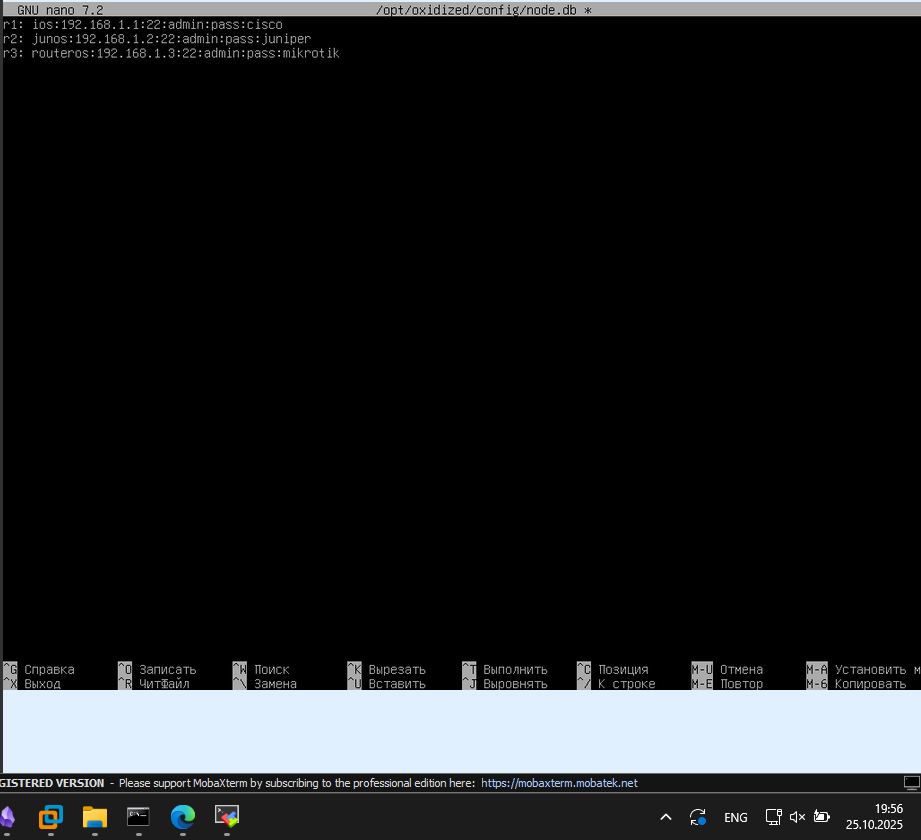 GNU nano 7.2 /opt/oxidized/config/node.db *
r1: ios:192.168.1.1:22:admin:pass:cisco
r2: junos:192.168.1.2:22:admin:pass:juniper
r3: routeros:192.168.1.3:22:admin:pass:mikrotik
^G Справка ^O Записать ^W Поиск ^K Вырезать ^T Выполнить ^C Позиция M-U Отмена M-A Установить м
^X Выход ^R ЧитФайл ^\ Замена ^U Вставить ^J Выровнять ^/ К строке M-E Повтор M-6 Копировать
GISTERED VERSION - Please support MobaXterm by subscribing to the professional edition here: https://mobaxterm.mobatek.net
ENG
19:56
25.10.2025